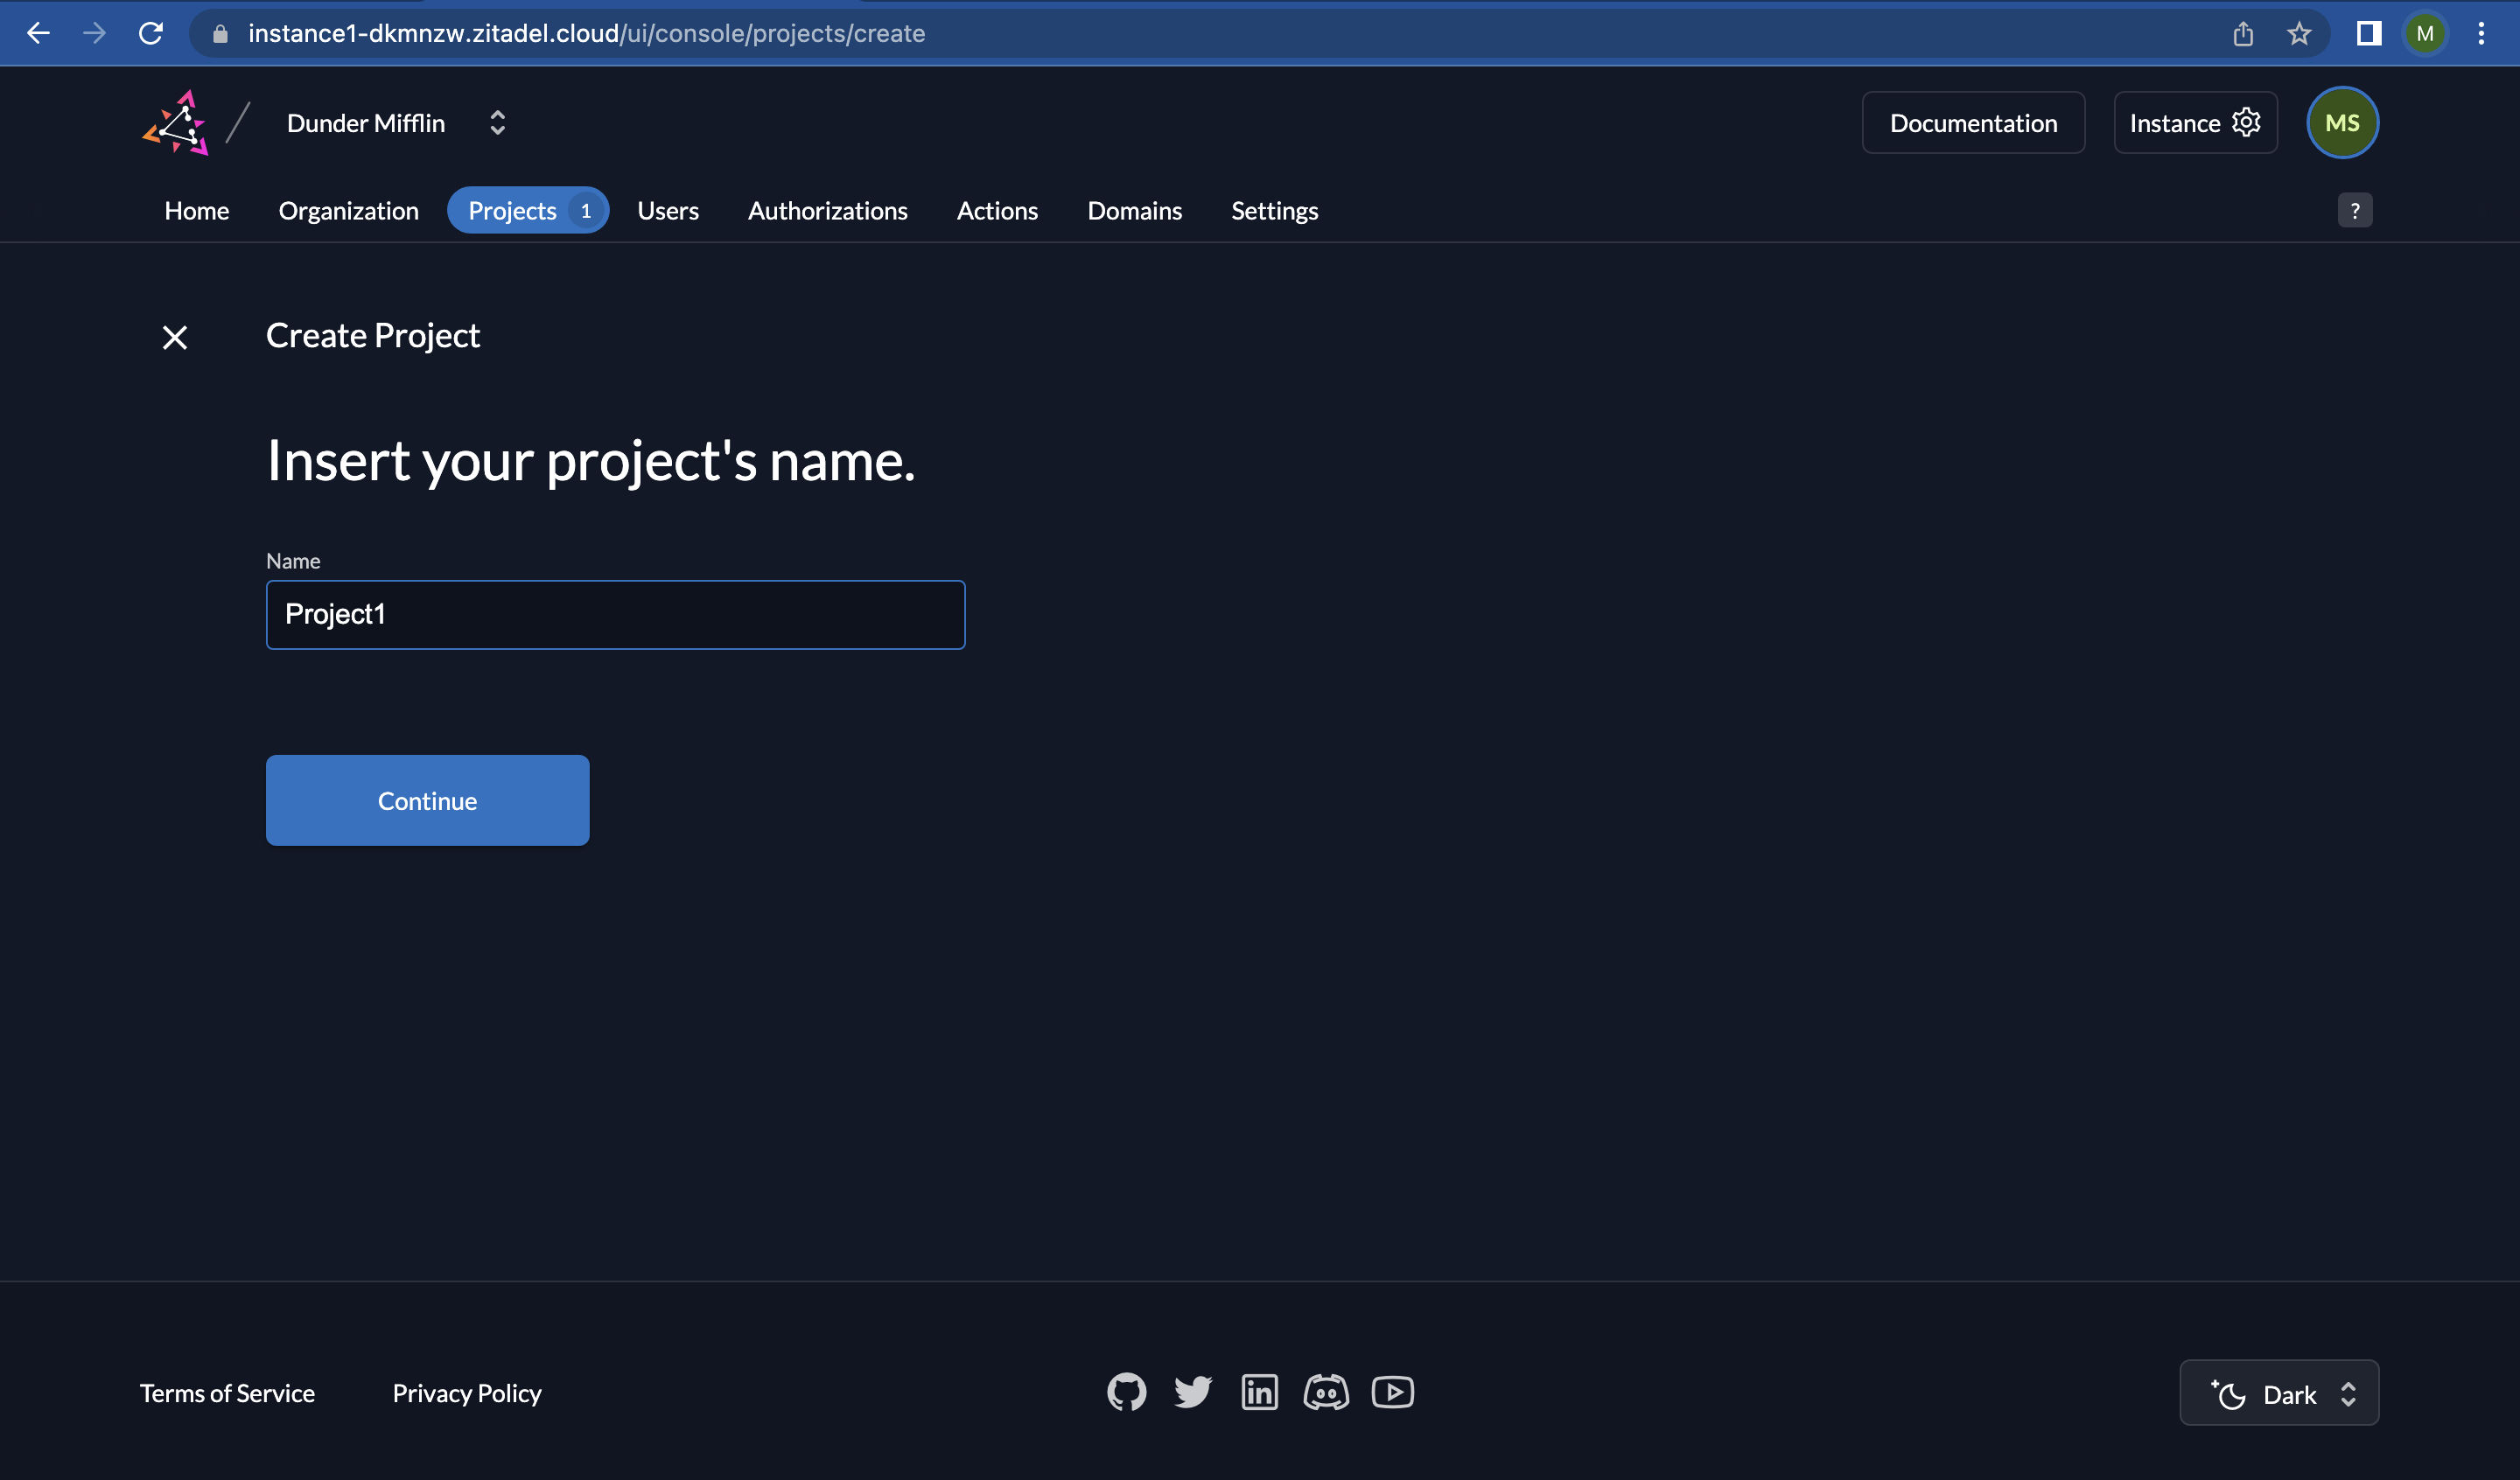 instance1-dkmnzw.zitadel.cloud/ui/console/projects/create
M
Dunder Mifflin
Documentation
Instance
MS
Home
Organization
Projects 1
Users
Authorizations
Actions
Domains
Settings
?
Create Project
Insert your project's name.
Name
Project1
Continue
Terms of Service
Privacy Policy
in
Dark